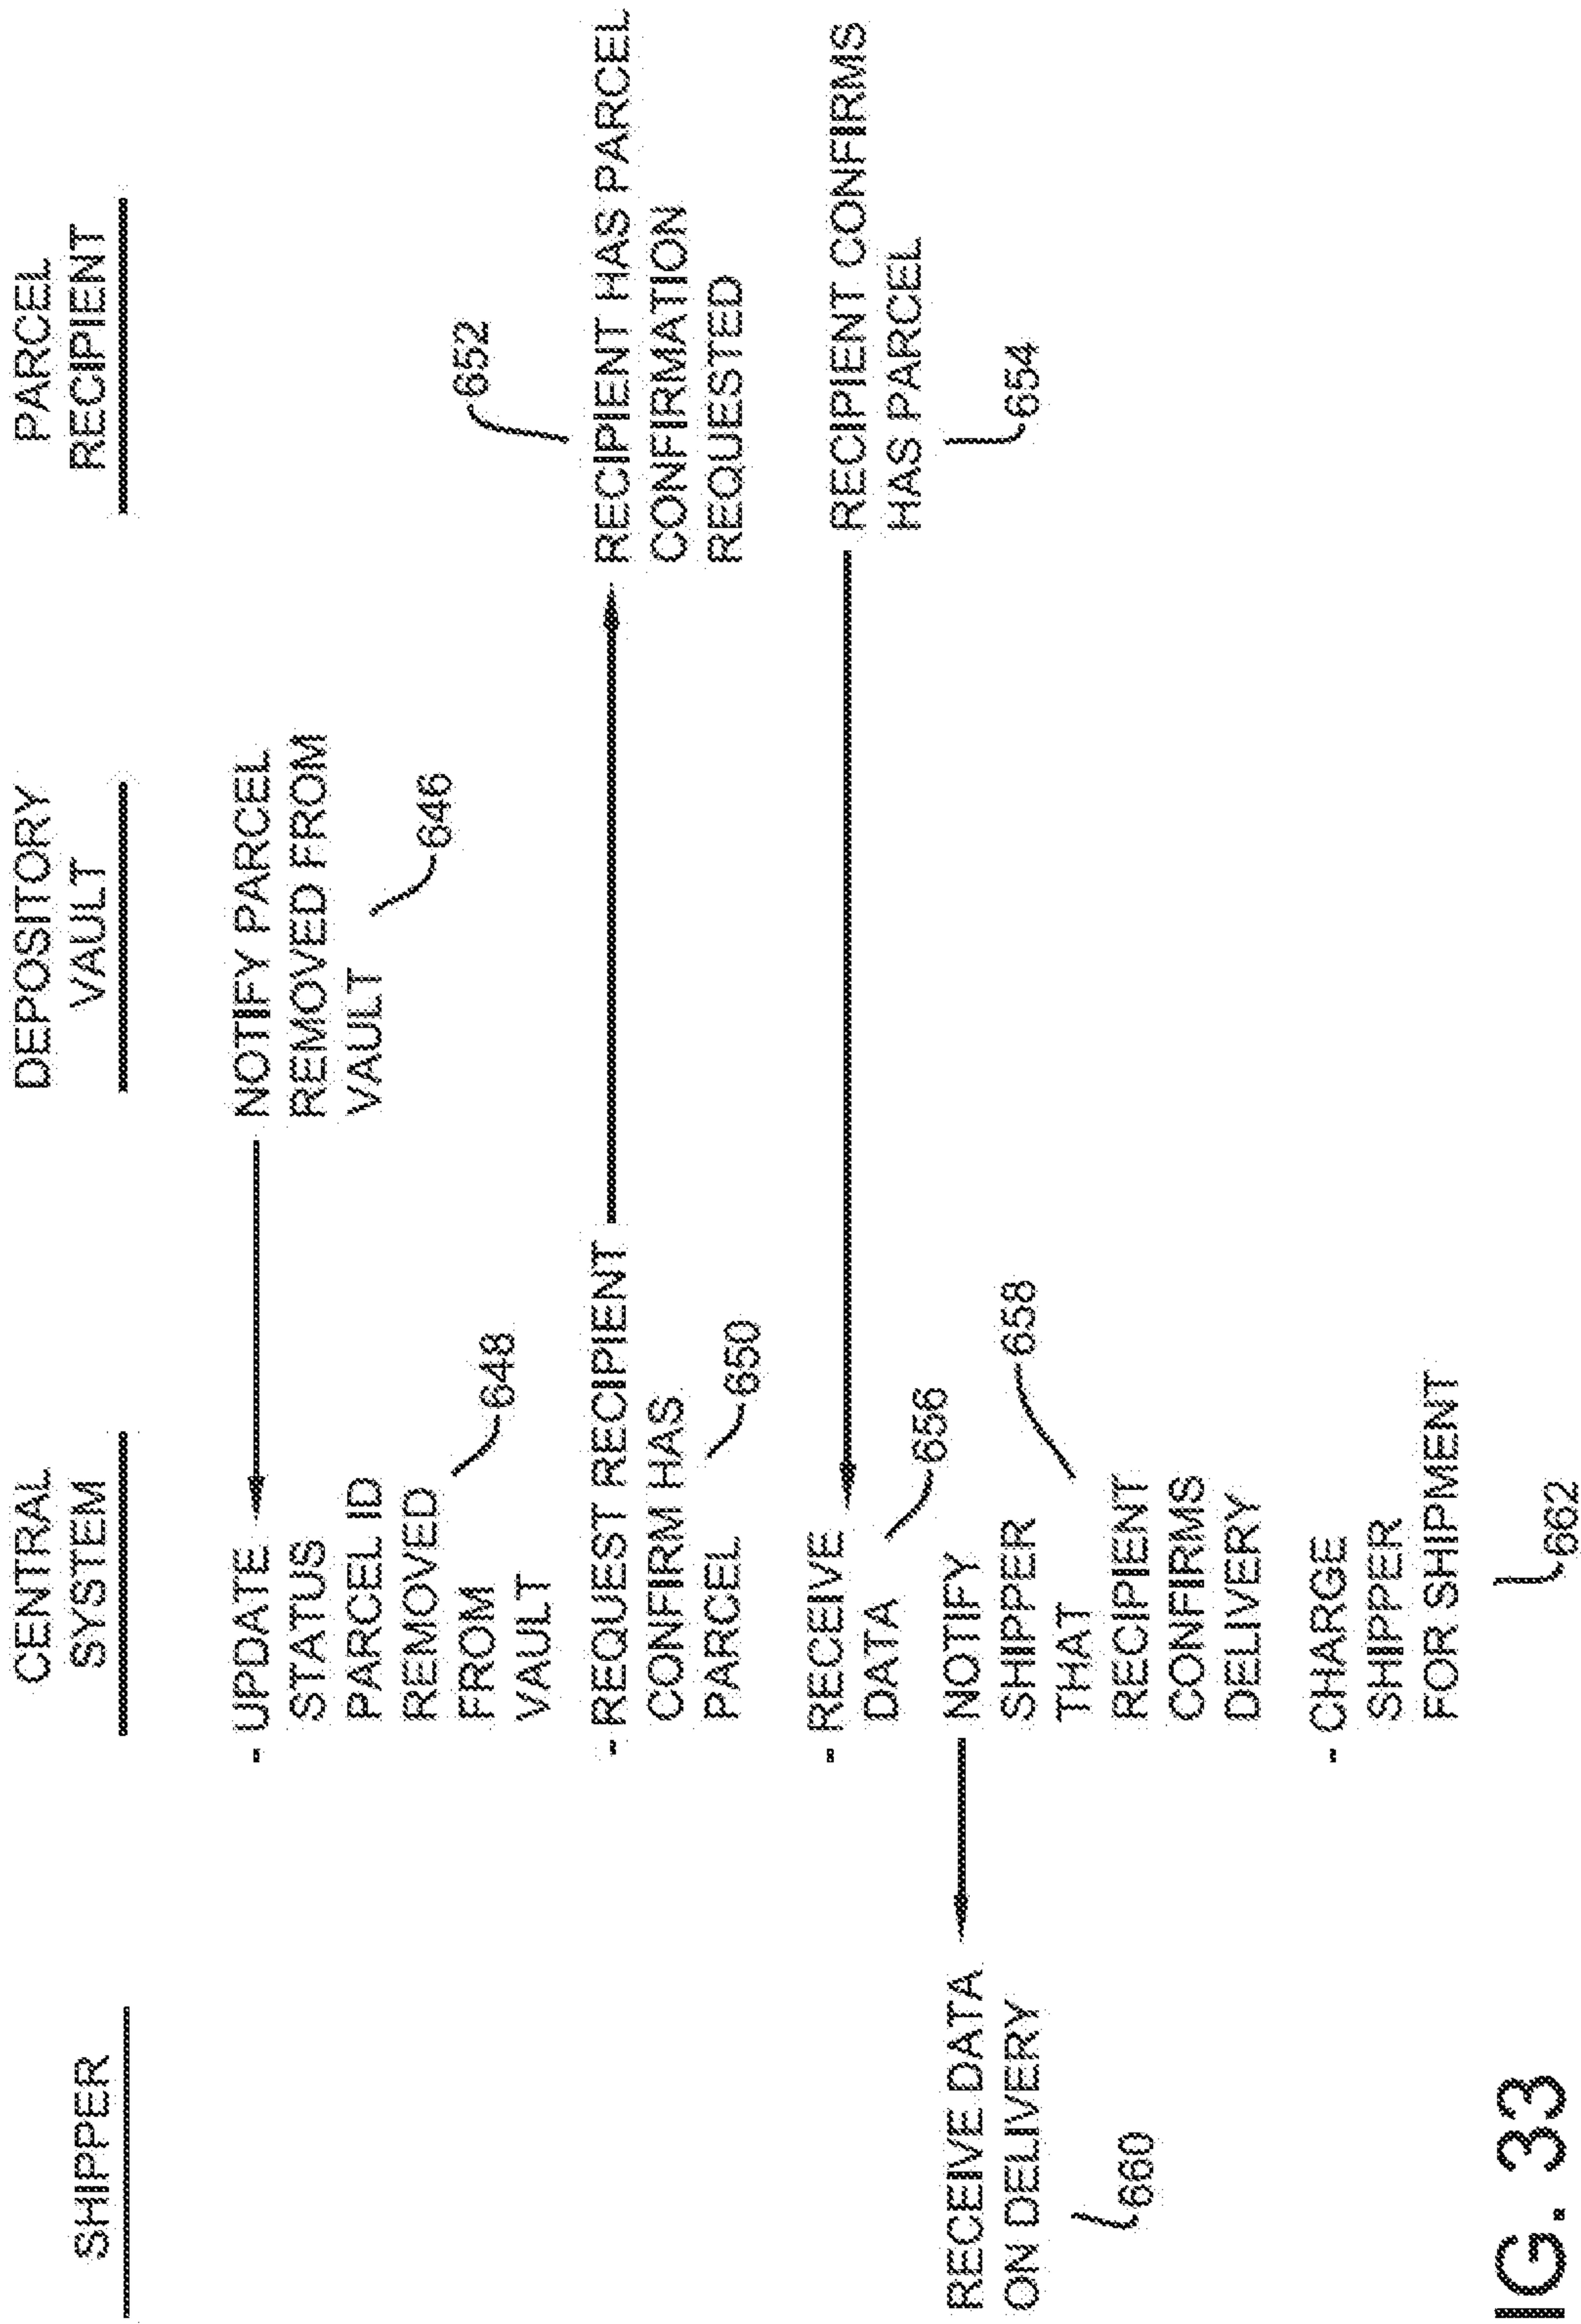 SHIPPER
CENTRAL
SYSTEM
DEPOSITORY
VAULT
PARCEL
RECIPIENT
NOTIFY PARCEL
REMOVED FROM
VAULT
646
- UPDATE
STATUS
PARCEL ID
REMOVED
FROM
VAULT
648
- REQUEST RECIPIENT
CONFIRM HAS
PARCEL
650
652
RECIPIENT HAS PARCEL
CONFIRMATION
REQUESTED
RECIPIENT CONFIRMS
HAS PARCEL
654
- RECEIVE
DATA
656
NOTIFY
SHIPPER
THAT
RECIPIENT
CONFIRMS
DELIVERY
658
RECEIVE DATA
ON DELIVERY
660
- CHARGE
SHIPPER
FOR SHIPMENT
662
IG. 33